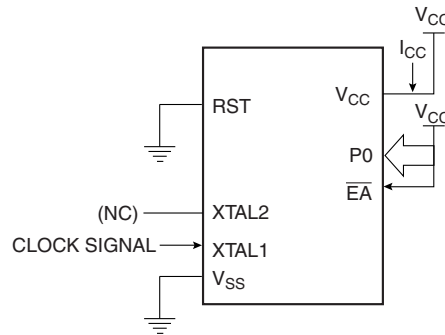 VCC
ICC
VCC
RST
VCC
P0
EA
(NC)
XTAL2
CLOCK SIGNAL
XTAL1
VSS